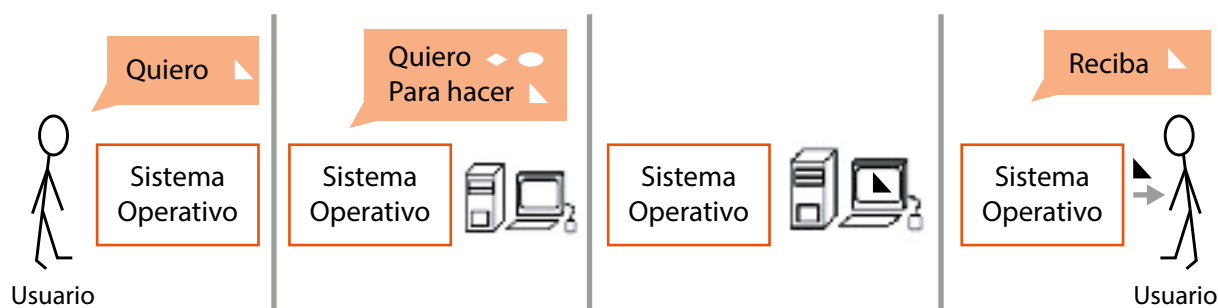 Quiero
Sistema
Operativo
Usuario
Quiero
Para hacer
Sistema
Operativo
Sistema
Operativo
Reciba
Sistema
Operativo
Usuario